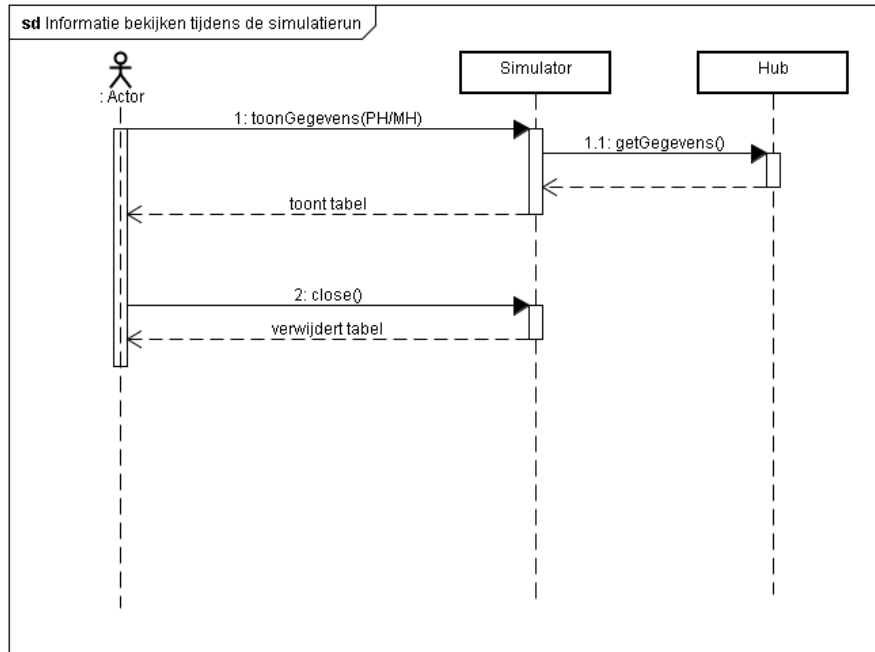 sd Informatie bekijken tijdens de simulatierun
Simulator
Hub
: Actor
1: toonGegevens(PH/MH)
1.1: getGegevens()
toont tabel
2: close()
verwijdert tabel